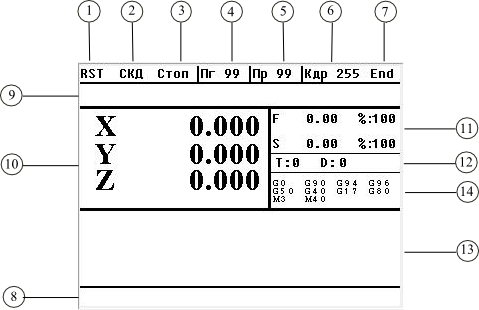 1 2 3 4 5 6 7
RST СКД Стоп Пг 99 Пр 99 Кдр 255 End
9
X 0.000
Y 0.000
Z 0.000
F 0.00 %:100
S 0.00 %:100
T:0 D:0
G0 G90 G94 G96
G50 G40 G17 G80
M3 M40
10
11
12
14
13
8